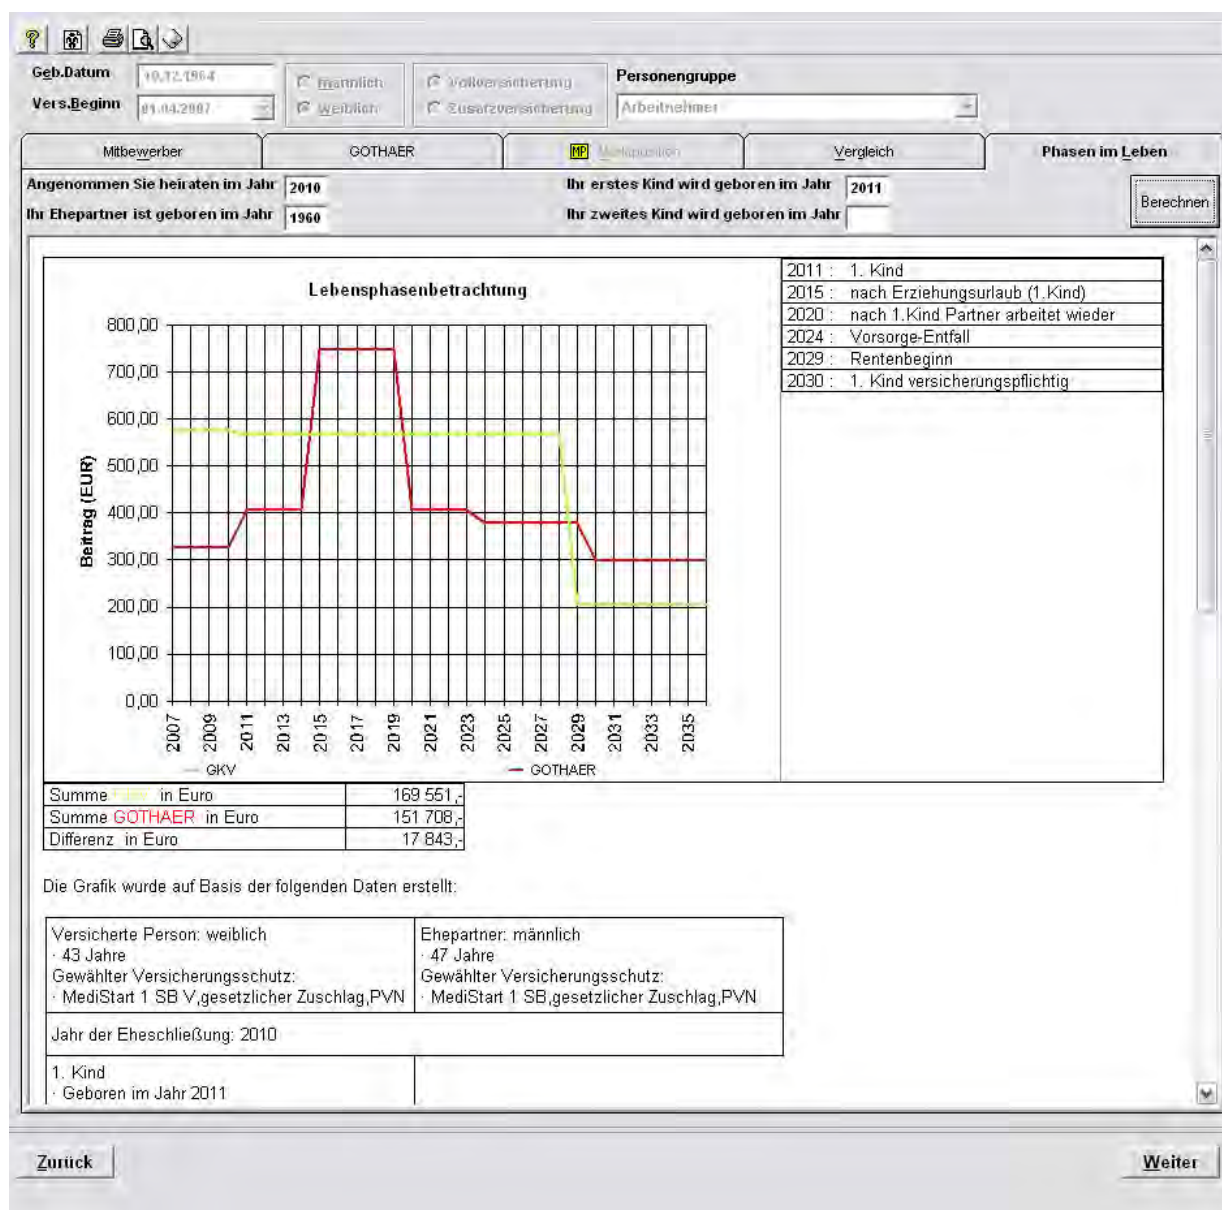 Geb.Datum 10.12.1964 männlich Vollversicherung Personengruppe
Vers.Beginn 01.04.2007 weiblich Zusatzversicherung Arbeitnehmer
Mitbewerber GOTHAER MP Vergleich Phasen im Leben
Angenommen Sie heiraten im Jahr 2010 Ihr erstes Kind wird geboren im Jahr 2011
Ihr Ehepartner ist geboren im Jahr 1960 Ihr zweites Kind wird geboren im Jahr
Berechnen
Lebensphasenbetrachtung
Beitrag (EUR)
800,00
700,00
600,00
500,00
400,00
300,00
200,00
100,00
0,00
2007 2009 2011 2013 2015 2017 2019 2021 2023 2025 2027 2029 2031 2033 2035
GKV GOTHAER
2011 : 1. Kind
2015 : nach Erziehungsurlaub (1.Kind)
2020 : nach 1.Kind Partner arbeitet wieder
2024 : Vorsorge-Entfall
2029 : Rentenbeginn
2030 : 1. Kind versicherungspflichtig
Summe in Euro 169 551,-
Summe GOTHAER in Euro 151 708,-
Differenz in Euro 17 843,-
Die Grafik wurde auf Basis der folgenden Daten erstellt:
Versicherte Person: weiblich
· 43 Jahre
Gewählter Versicherungsschutz:
· MediStart 1 SB V,gesetzlicher Zuschlag,PVN
Ehepartner: männlich
· 47 Jahre
Gewählter Versicherungsschutz:
· MediStart 1 SB,gesetzlicher Zuschlag,PVN
Jahr der Eheschließung: 2010
1. Kind
· Geboren im Jahr 2011
Zurück Weiter